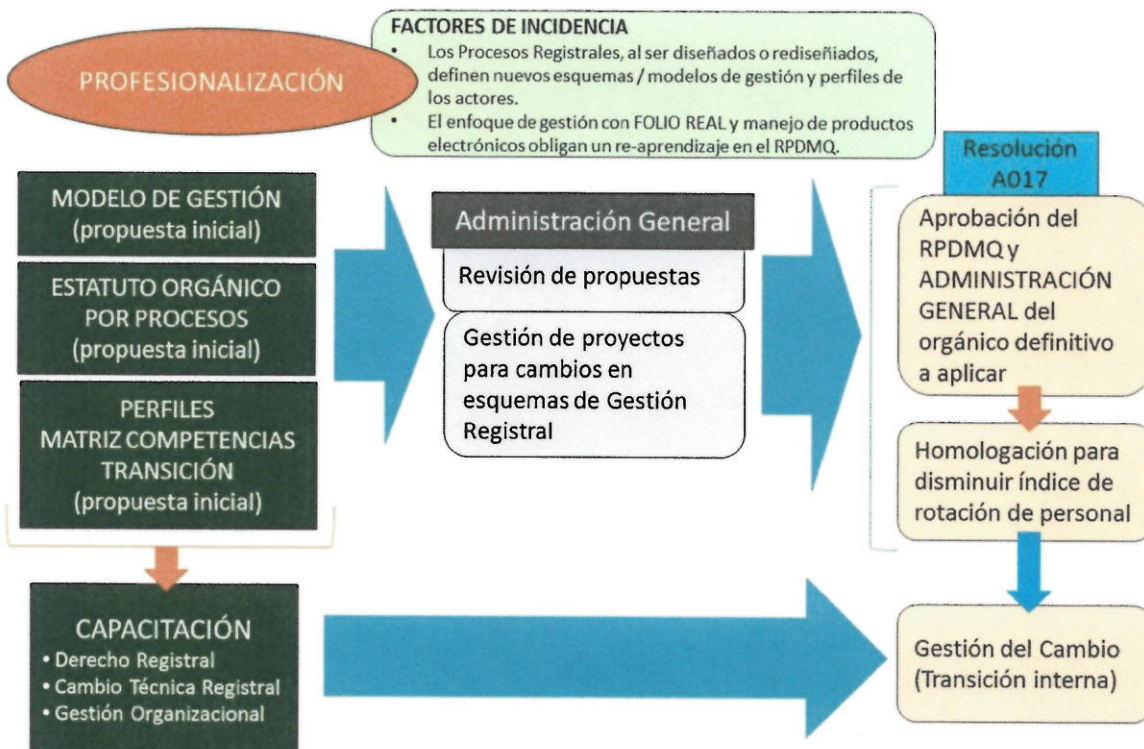 PROFESIONALIZACIÓN
FACTORES DE INCIDENCIA
• Los Procesos Registrales, al ser diseñados o rediseñiados,
definen nuevos esquemas / modelos de gestión y perfiles de
los actores.
• El enfoque de gestión con FOLIO REAL y manejo de productos
electrónicos obligan un re-aprendizaje en el RPDMQ.
MODELO DE GESTIÓN
(propuesta inicial)
ESTATUTO ORGÁNICO
POR PROCESOS
(propuesta inicial)
PERFILES
MATRIZ COMPETENCIAS
TRANSICIÓN
(propuesta inicial)
CAPACITACIÓN
• Derecho Registral
• Cambio Técnica Registral
• Gestión Organizacional
Administración General
Revisión de propuestas
Gestión de proyectos
para cambios en
esquemas de Gestión
Registral
Resolución
A017
Aprobación del
RPDMQ y
ADMINISTRACIÓN
GENERAL del
orgánico definitivo
a aplicar
Homologación para
disminuir índice de
rotación de personal
Gestión del Cambio
(Transición interna)